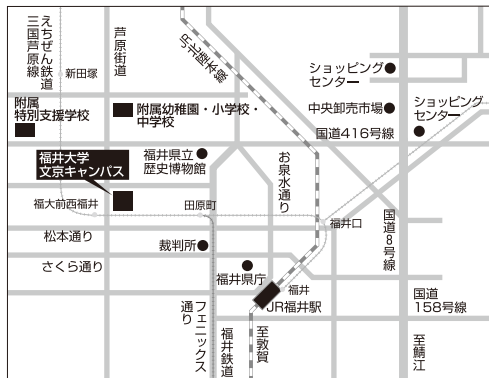 えちぜん鉄道
三国芦原線
芦原街道
JR北陸本線
新田塚
ショッピング
センター
附属
特別支援学校
附属幼稚園・小学校・
中学校
中央卸売市場
ショッピング
センター
国道416号線
福井大学
文京キャンパス
福井県立
歴史博物館
お泉水通り
福大前西福井
田原町
福井口
国道8号線
松本通り
裁判所
さくら通り
福井県庁
福井
JR福井駅
国道
158号線
フェニックス
通り
福井鉄道
至敦賀
至鯖江